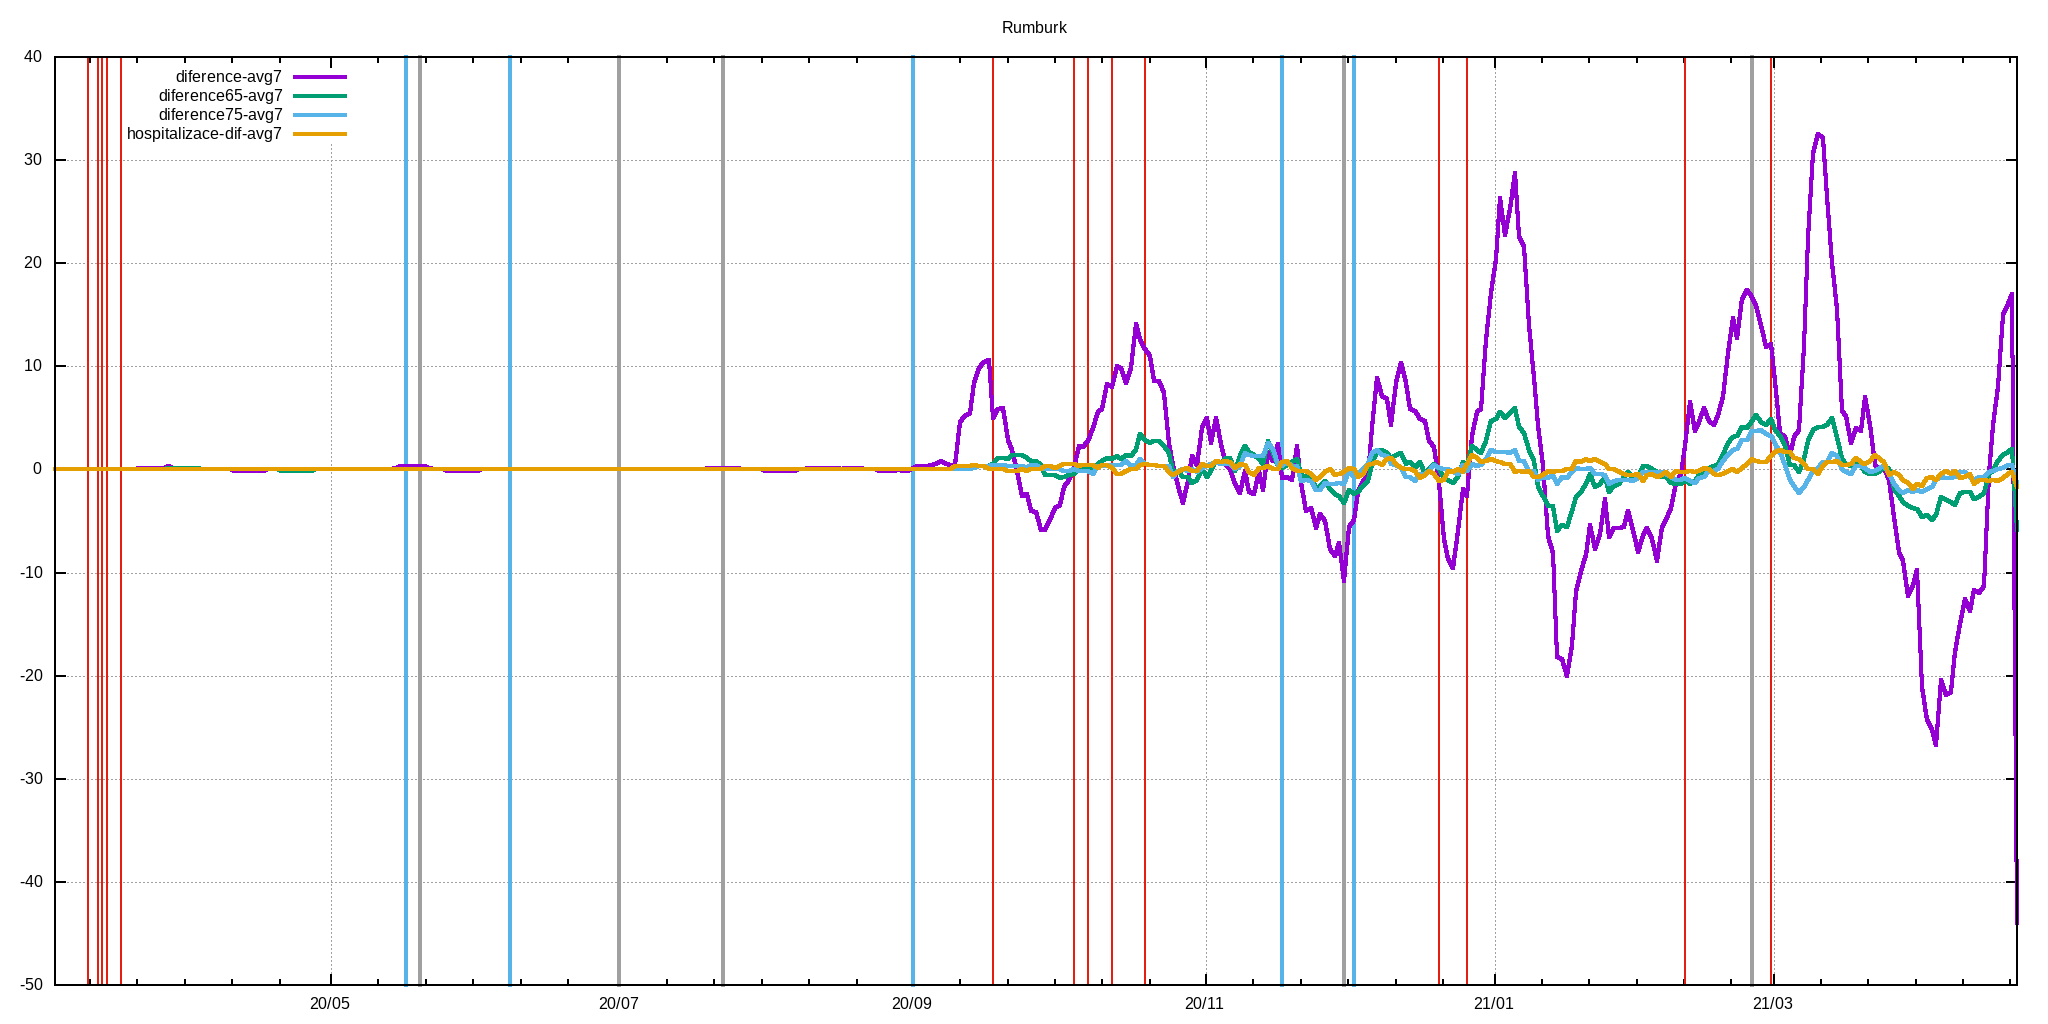 Rumburk
diference-avg7
diference65-avg7
diference75-avg7
hospitalizace-dif-avg7
40
30
20
10
0
-10
-20
-30
-40
-50
20/05 20/07 20/09 20/11 21/01 21/03